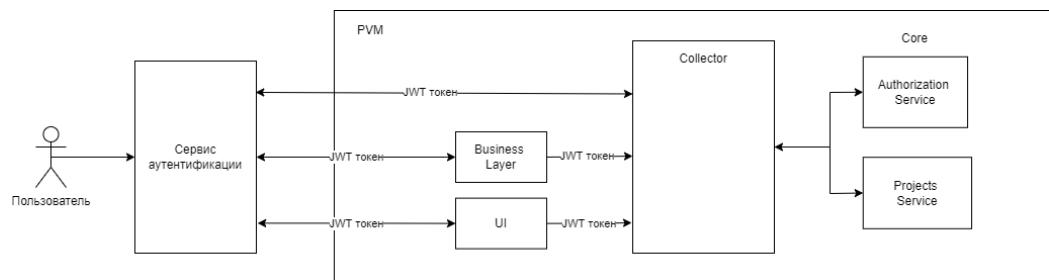 PVM
Core
Collector
Authorization
Service
JWT токен
Сервис
аутентификации
JWT токен
Business
Layer
JWT токен
Пользователь
Projects
Service
JWT токен
UI
JWT токен